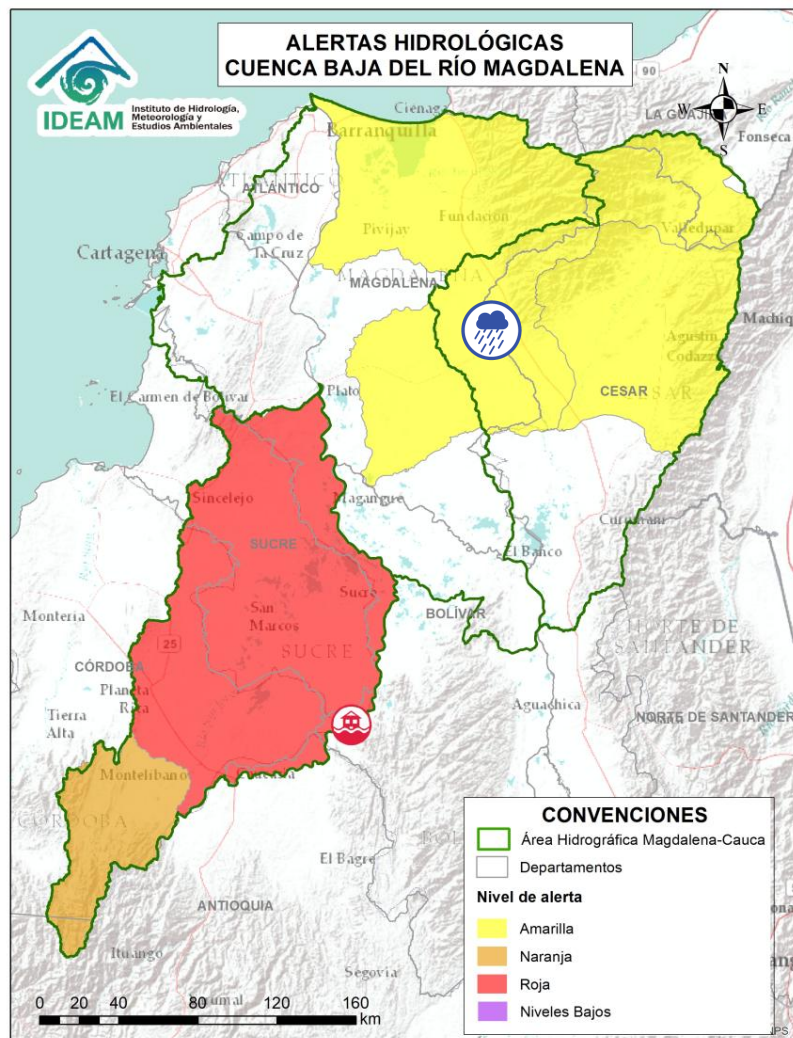 ALERTAS HIDROLÓGICAS
CUENCA BAJA DEL RÍO MAGDALENA
IDEAM
Instituto de Hidrología,
Meteorología y
Estudios Ambientales
90
N
W E
S
Ciénaga
LA GUAJIRA
Barranquilla
Fonseca
ATLÁNTICO
Pivijay
Fundación
Valledupar
Cartagena
Campo de
La Cruz
MAGDALENA
Agustín
Codazzi
CESAR
El Carmen de Bolívar
Plato
Sincelejo
Magangue
SUCRE
El Banco
Sucre
BOLÍVAR
San
Marcos
Montería
SUCRE
25
NORTE DE
SANTANDER
CÓRDOBA
Planeta
Rica
Aguachica
Tierra
Alta
NORTE DE SANTANDER
Montelibano
El Bagre
ANTIOQUIA
Ituango
Segovia
CONVENCIONES
Área Hidrográfica Magdalena-Cauca
Departamentos
Nivel de alerta
Amarilla
Naranja
Roja
Niveles Bajos
0 20 40 80 120 160
km